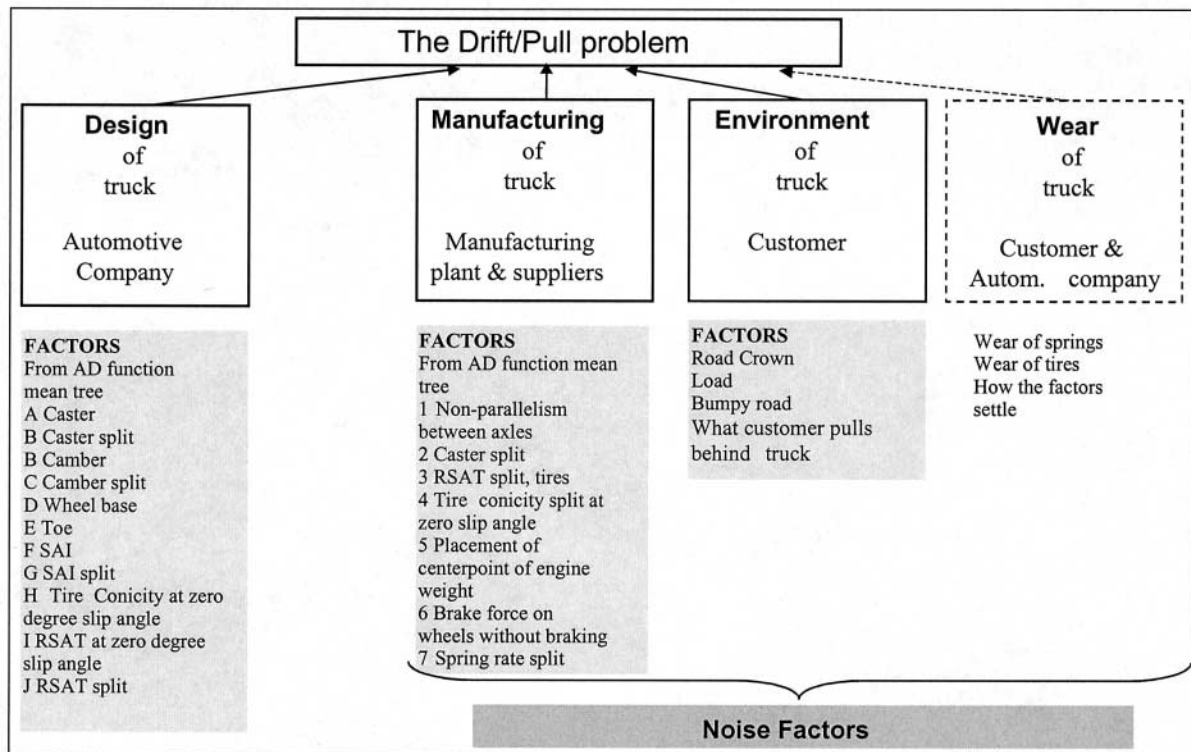 The Drift/Pull problem
Design
of
truck
Automotive
Company
Manufacturing
of
truck
Manufacturing
plant & suppliers
Environment
of
truck
Customer
Wear
of
truck
Customer &
Autom. company
FACTORS
From AD function
mean tree
A Caster
B Caster split
B Camber
C Camber split
D Wheel base
E Toe
F SAI
G SAI split
H Tire Conicity at zero
degree slip angle
I RSAT at zero degree
slip angle
J RSAT split
FACTORS
From AD function mean
tree
1 Non-parallelism
between axles
2 Caster split
3 RSAT split, tires
4 Tire conicity split at
zero slip angle
5 Placement of
centerpoint of engine
weight
6 Brake force on
wheels without braking
7 Spring rate split
FACTORS
Road Crown
Load
Bumpy road
What customer pulls
behind truck
Wear of springs
Wear of tires
How the factors
settle
Noise Factors